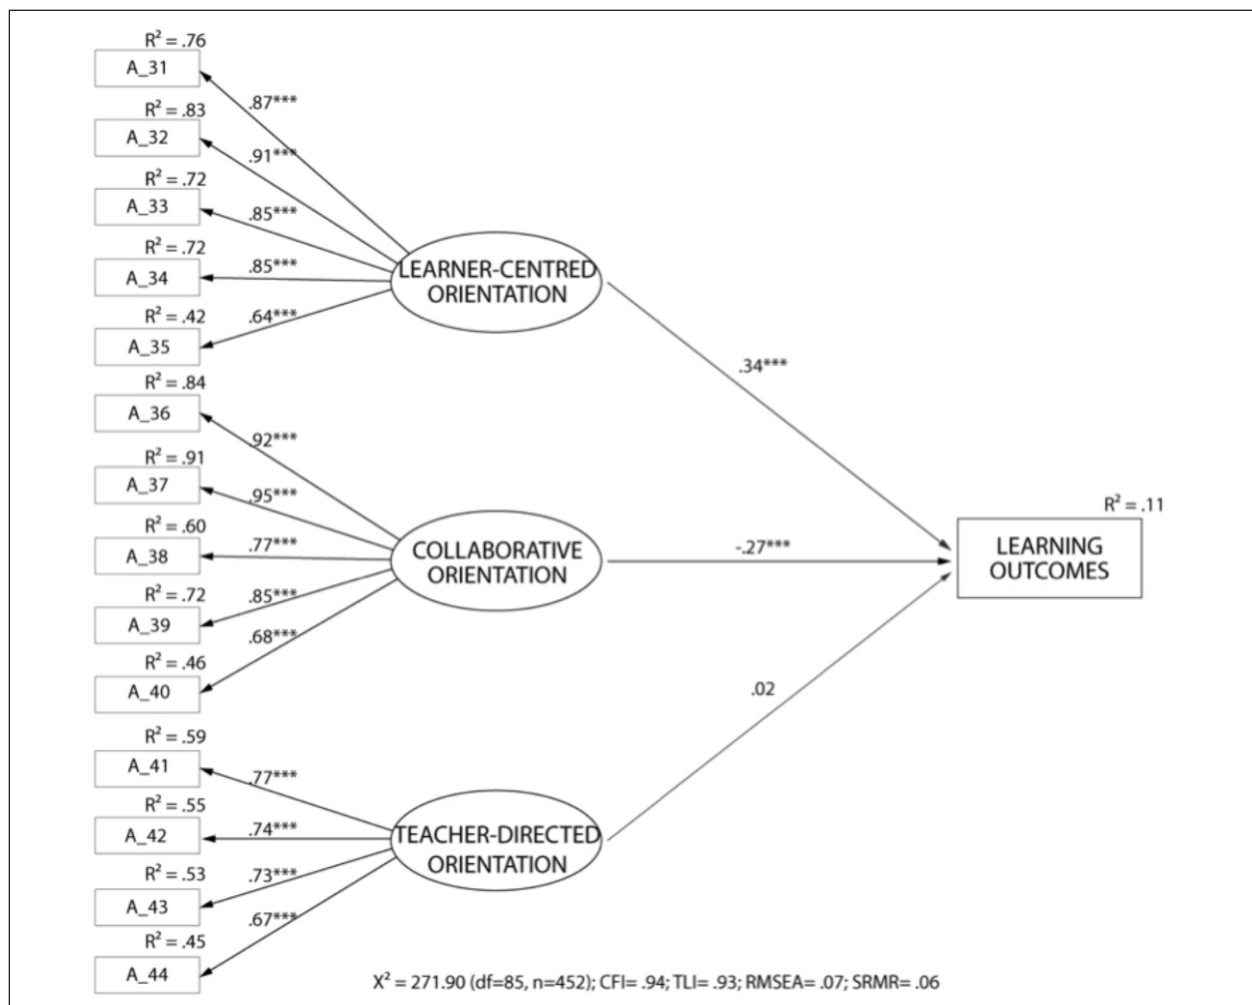 R² = .76
A_31
.87***
R² = .83
A_32
.91***
R² = .72
A_33
.85***
R² = .72
A_34
.85***
R² = .42
A_35
.64***
LEARNER-CENTRED
ORIENTATION
.34***
R² = .84
A_36
.92***
R² = .91
A_37
.95***
R² = .60
A_38
.77***
R² = .72
A_39
.85***
R² = .46
A_40
.68***
COLLABORATIVE
ORIENTATION
-.27***
R² = .11
LEARNING
OUTCOMES
R² = .59
A_41
.77***
R² = .55
A_42
.74***
R² = .53
A_43
.73***
R² = .45
A_44
.67***
TEACHER-DIRECTED
ORIENTATION
.02
X² = 271.90 (df=85, n=452); CFI= .94; TLI= .93; RMSEA= .07; SRMR= .06